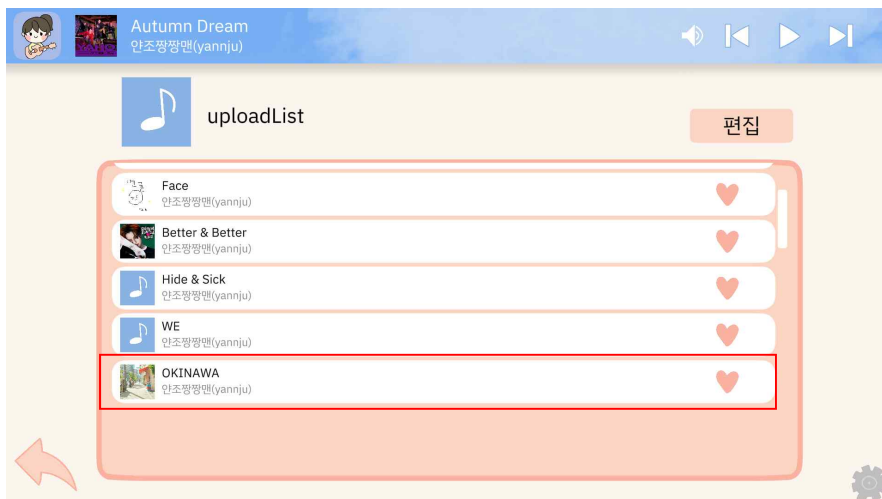 Autumn Dream
얀조짱짱맨(yannju)
uploadList
편집
Face
얀조짱짱맨(yannju)
Better & Better
얀조짱짱맨(yannju)
Hide & Sick
얀조짱짱맨(yannju)
WE
얀조짱짱맨(yannju)
OKINAWA
얀조짱짱맨(yannju)